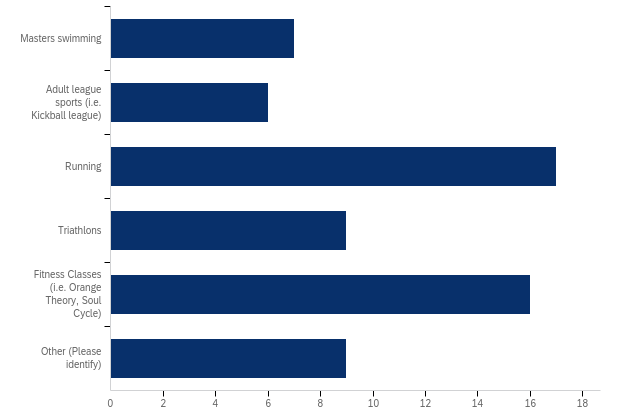 Masters swimming
Adult league
sports (i.e.
Kickball league)
Running
Triathlons
Fitness Classes
(i.e. Orange
Theory, Soul
Cycle)
Other (Please
identify)
0 2 4 6 8 10 12 14 16 18